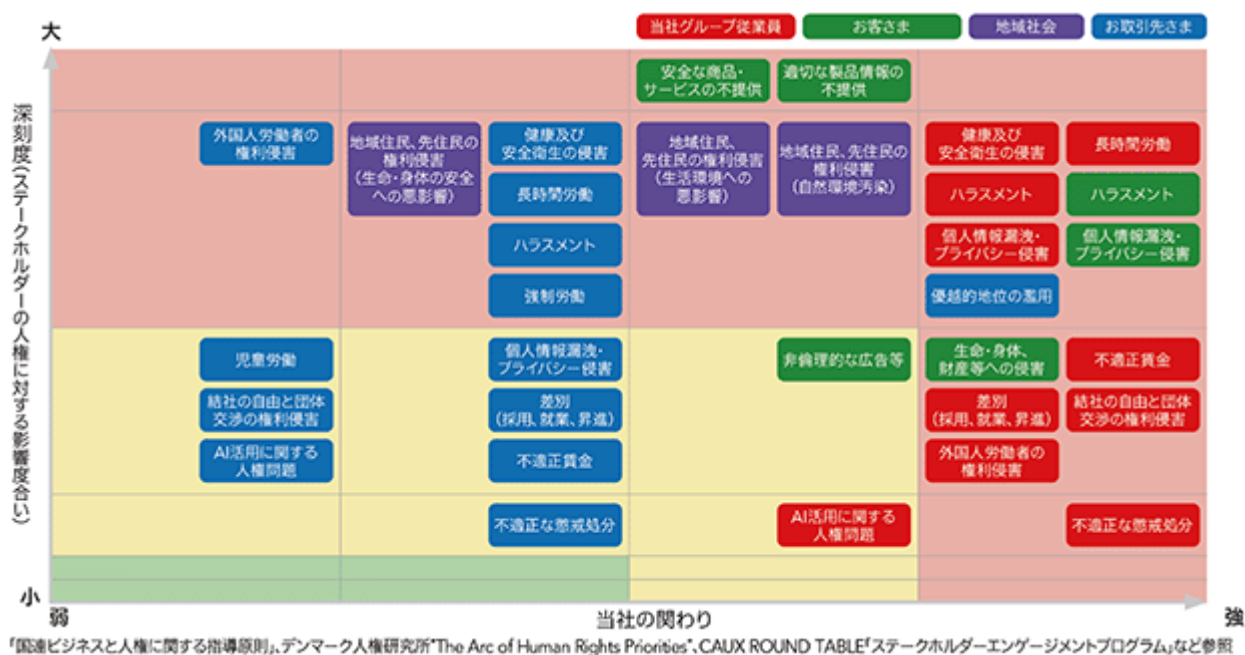 大
当社グループ従業員
お客さま
地域社会
お取引先さま
深刻度(ステークホルダーの人権に対する影響度合い)
安全な商品・
サービスの不提供
適切な製品情報の
不提供
外国人労働者の
権利侵害
地域住民、先住民の
権利侵害
(生命・身体の安全
への悪影響)
健康及び
安全衛生の侵害
長時間労働
ハラスメント
強制労働
地域住民、
先住民の権利侵害
(生活環境への
悪影響)
地域住民、先住民の
権利侵害
(自然環境汚染)
健康及び
安全衛生の侵害
ハラスメント
個人情報漏洩・
プライバシー侵害
優越的地位の濫用
長時間労働
ハラスメント
個人情報漏洩・
プライバシー侵害
児童労働
結社の自由と団体
交渉の権利侵害
AI活用に関する
人権問題
個人情報漏洩・
プライバシー侵害
差別
(採用、就業、昇進)
不適正賃金
非倫理的な広告等
生命・身体、
財産等への侵害
差別
(採用、就業、昇進)
外国人労働者の
権利侵害
不適正賃金
結社の自由と団体
交渉の権利侵害
不適正な懲戒処分
AI活用に関する
人権問題
不適正な懲戒処分
小
弱
当社の関わり
強
「国連ビジネスと人権に関する指導原則」、デンマーク人権研究所"The Arc of Human Rights Priorities"、CAUX ROUND TABLE「ステークホルダーエンゲージメントプログラム」など参照